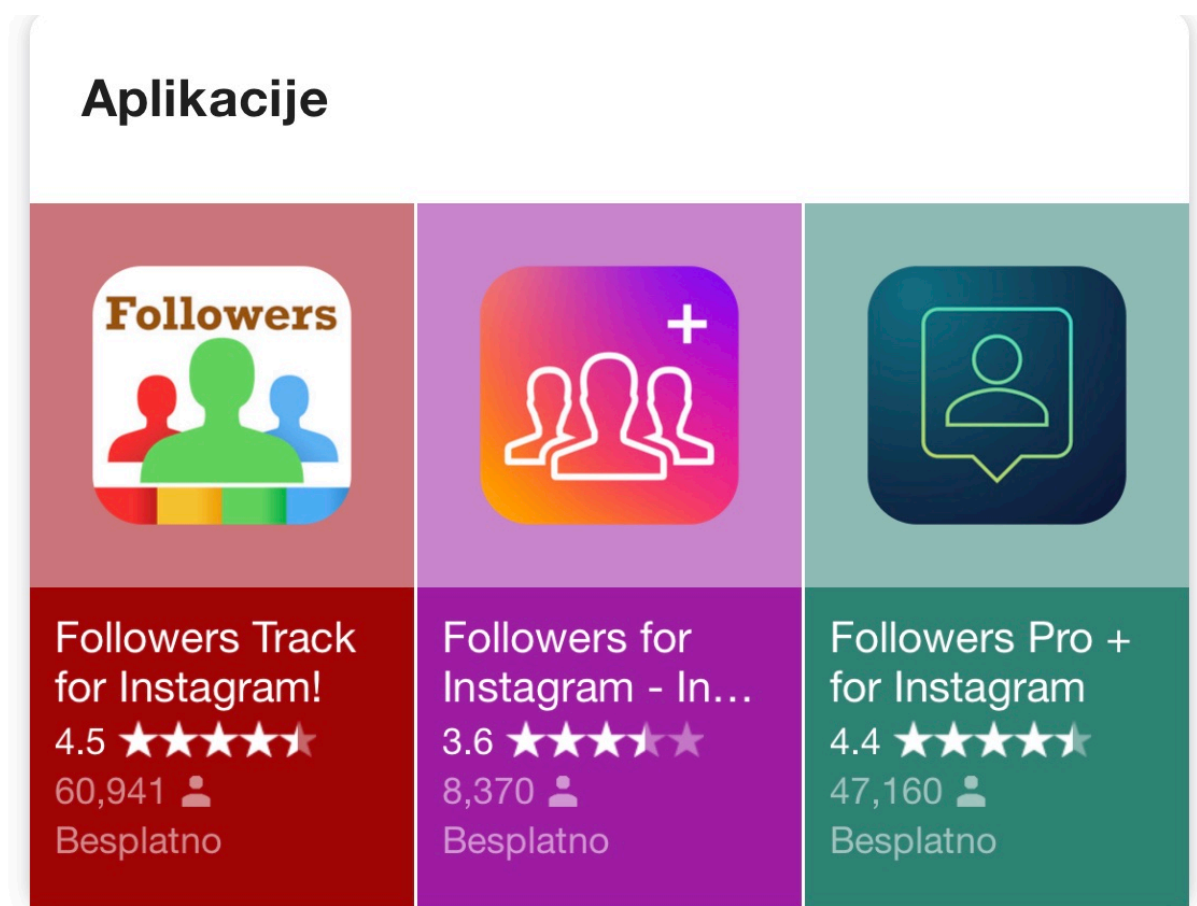 Aplikacije
Followers
Followers Track
for Instagram!
4.5
60,941
Besplatno
Followers for
Instagram - In...
3.6
8,370
Besplatno
Followers Pro +
for Instagram
4.4
47,160
Besplatno